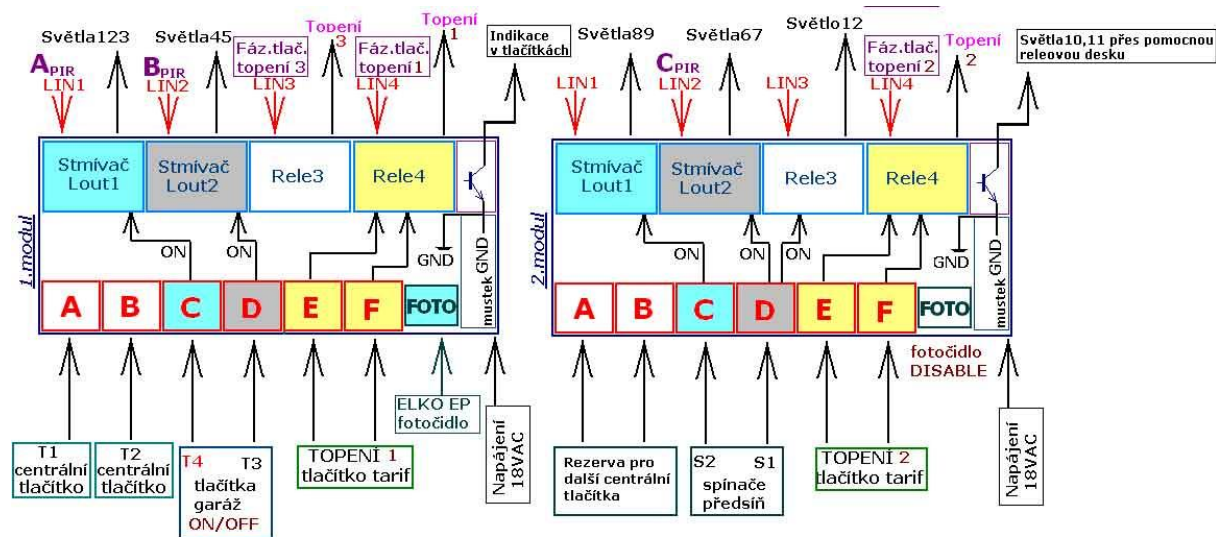 Světla123
Světla45
Topení
3
Topení
1
Indikace
v tlačítkách
APIR
BPIR
Fáz.tlač.
topení 3
Fáz.tlač.
topení1
LIN1
LIN2
LIN3
LIN4
Stmívač
Lout1
Stmívač
Lout2
Rele3
Rele4
1.modul
ON
ON
GND
mustek GND
A
B
C
D
E
F
FOTO
T1
centrální
tlačítko
T2
centrální
tlačítko
T4
T3
tlačítka
garáž
ON/OFF
TOPENÍ 1
tlačítko tarif
ELKO EP
fotočidlo
Napájení
18VAC
Světla89
Světla67
Světlo12
Topení
2
Světla10,11 přes pomocnou
releovou desku
CPIR
Fáz.tlač.
topení 2
LIN1
LIN2
LIN3
LIN4
Stmívač
Lout1
Stmívač
Lout2
Rele3
Rele4
2.modul
ON
ON
GND
mustek GND
A
B
C
D
E
F
FOTO
fotočidlo
DISABLE
Rezerva pro
další centrální
tlačítka
S2
S1
spínače
předsíň
TOPENÍ 2
tlačítko tarif
Napájení
18VAC